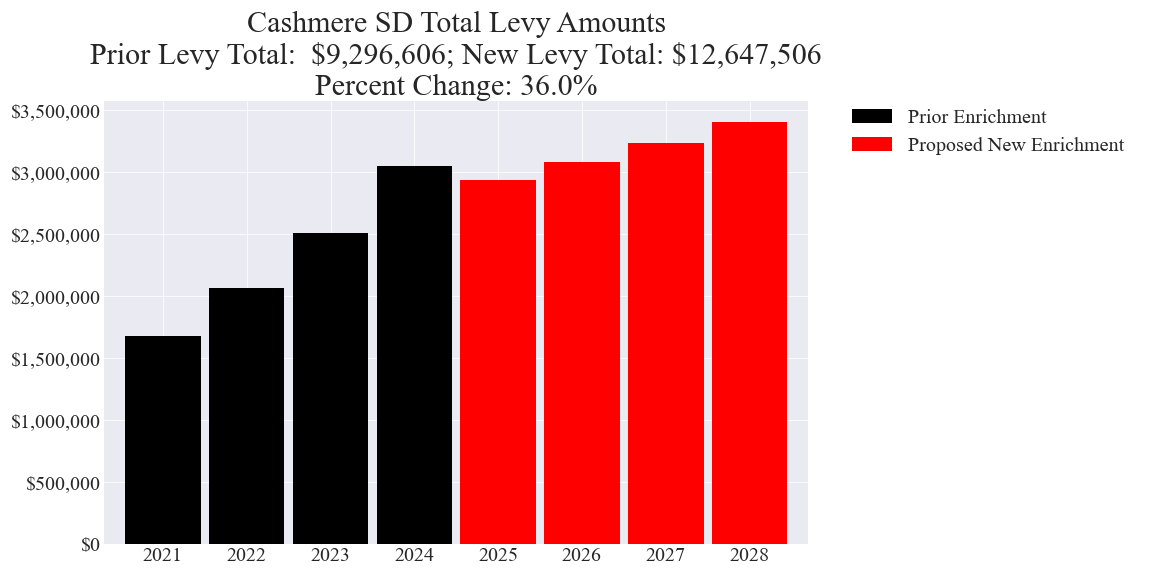 Cashmere SD Total Levy Amounts
Prior Levy Total:  $9,296,606; New Levy Total: $12,647,506
Percent Change: 36.0%
$3,500,000
$3,000,000
$2,500,000
$2,000,000
$1,500,000
$1,000,000
$500,000
$0
2021 2022 2023 2024 2025 2026 2027 2028
Prior Enrichment
Proposed New Enrichment